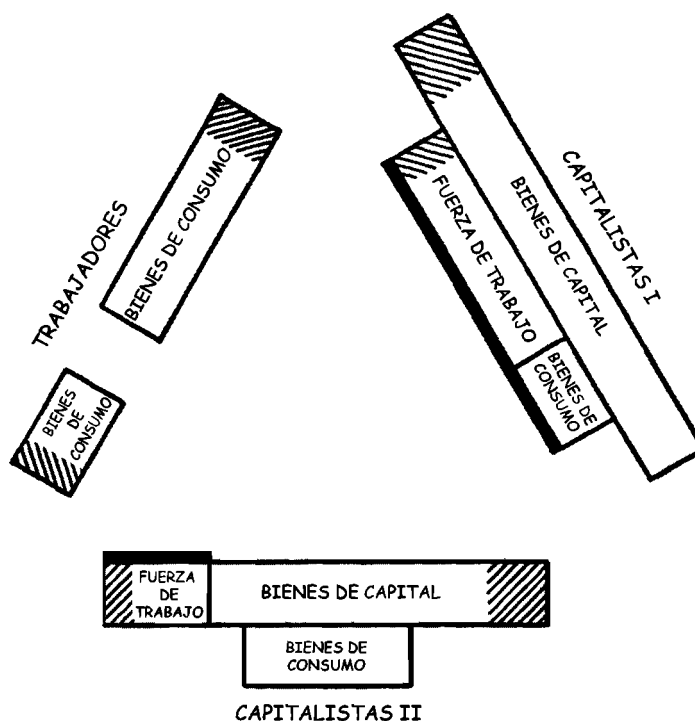 TRABAJADORES
BIENES DE CONSUMO
BIENES
DE
CONSUMO
CAPITALISTAS I
BIENES DE CAPITAL
FUERZA DE TRABAJO
BIENES DE
CONSUMO
FUERZA
DE
TRABAJO
BIENES DE CAPITAL
BIENES DE
CONSUMO
CAPITALISTAS II